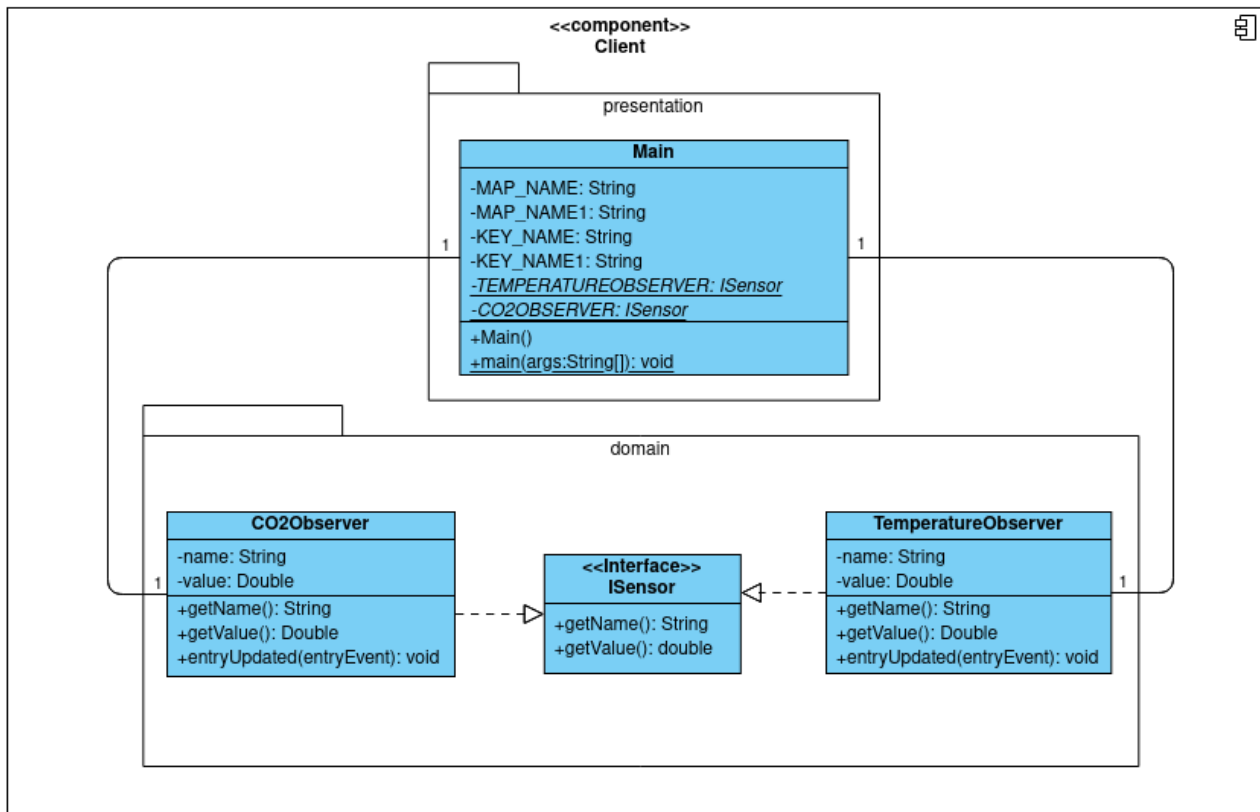 <<component>>
Client
presentation
Main
-MAP_NAME: String
-MAP_NAME1: String
-KEY_NAME: String
-KEY_NAME1: String
-TEMPERATUREOBSERVER: ISensor
-CO2OBSERVER: ISensor
+Main()
+main(args:String[]): void
1
1
domain
CO2Observer
-name: String
-value: Double
+getName(): String
+getValue(): Double
+entryUpdated(entryEvent): void
1
<<Interface>>
ISensor
+getName(): String
+getValue(): double
TemperatureObserver
-name: String
-value: Double
+getName(): String
+getValue(): Double
+entryUpdated(entryEvent): void
1